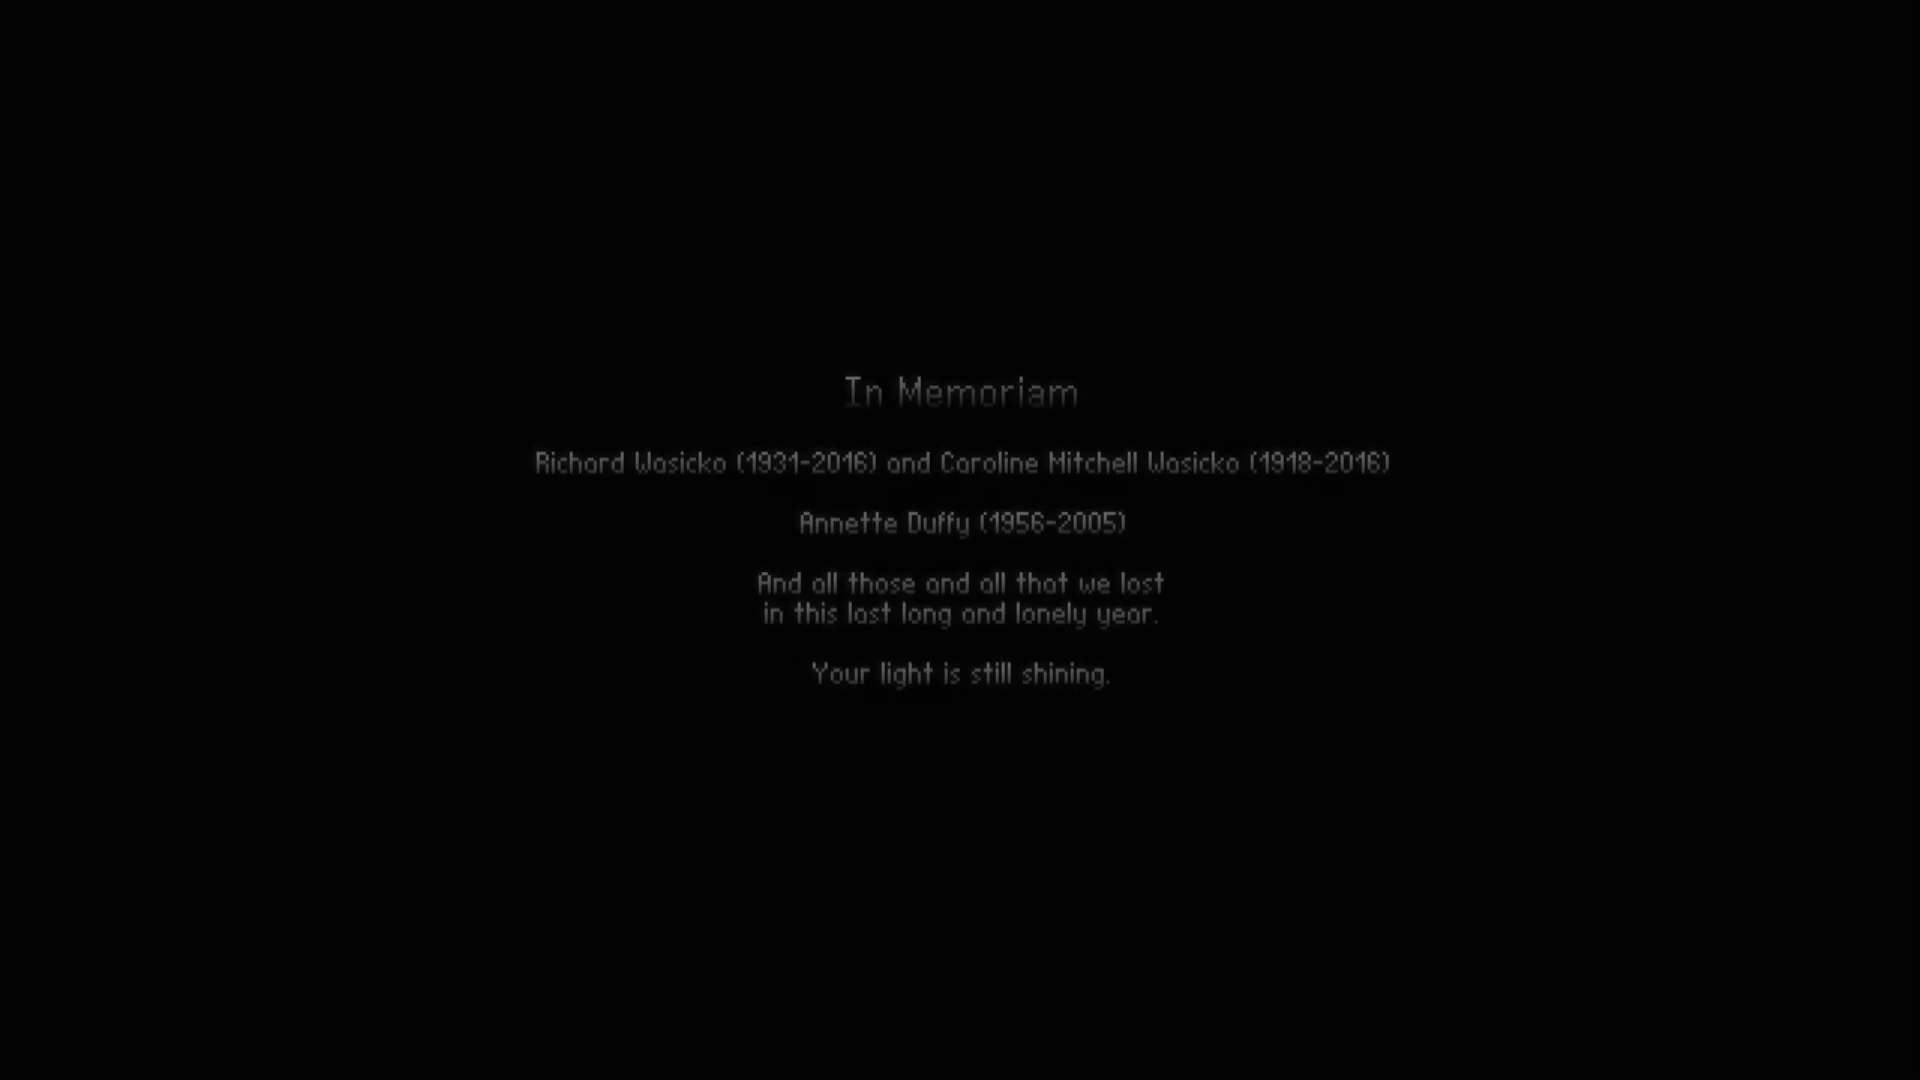 In Memoriam
Richard Wasicko (1931-2016) and Caroline Mitchell Wasicko (1918-2016)
Annette Duffy (1956-2005)
And all those and all that we lost
in this last long and lonely year.
Your light is still shining.